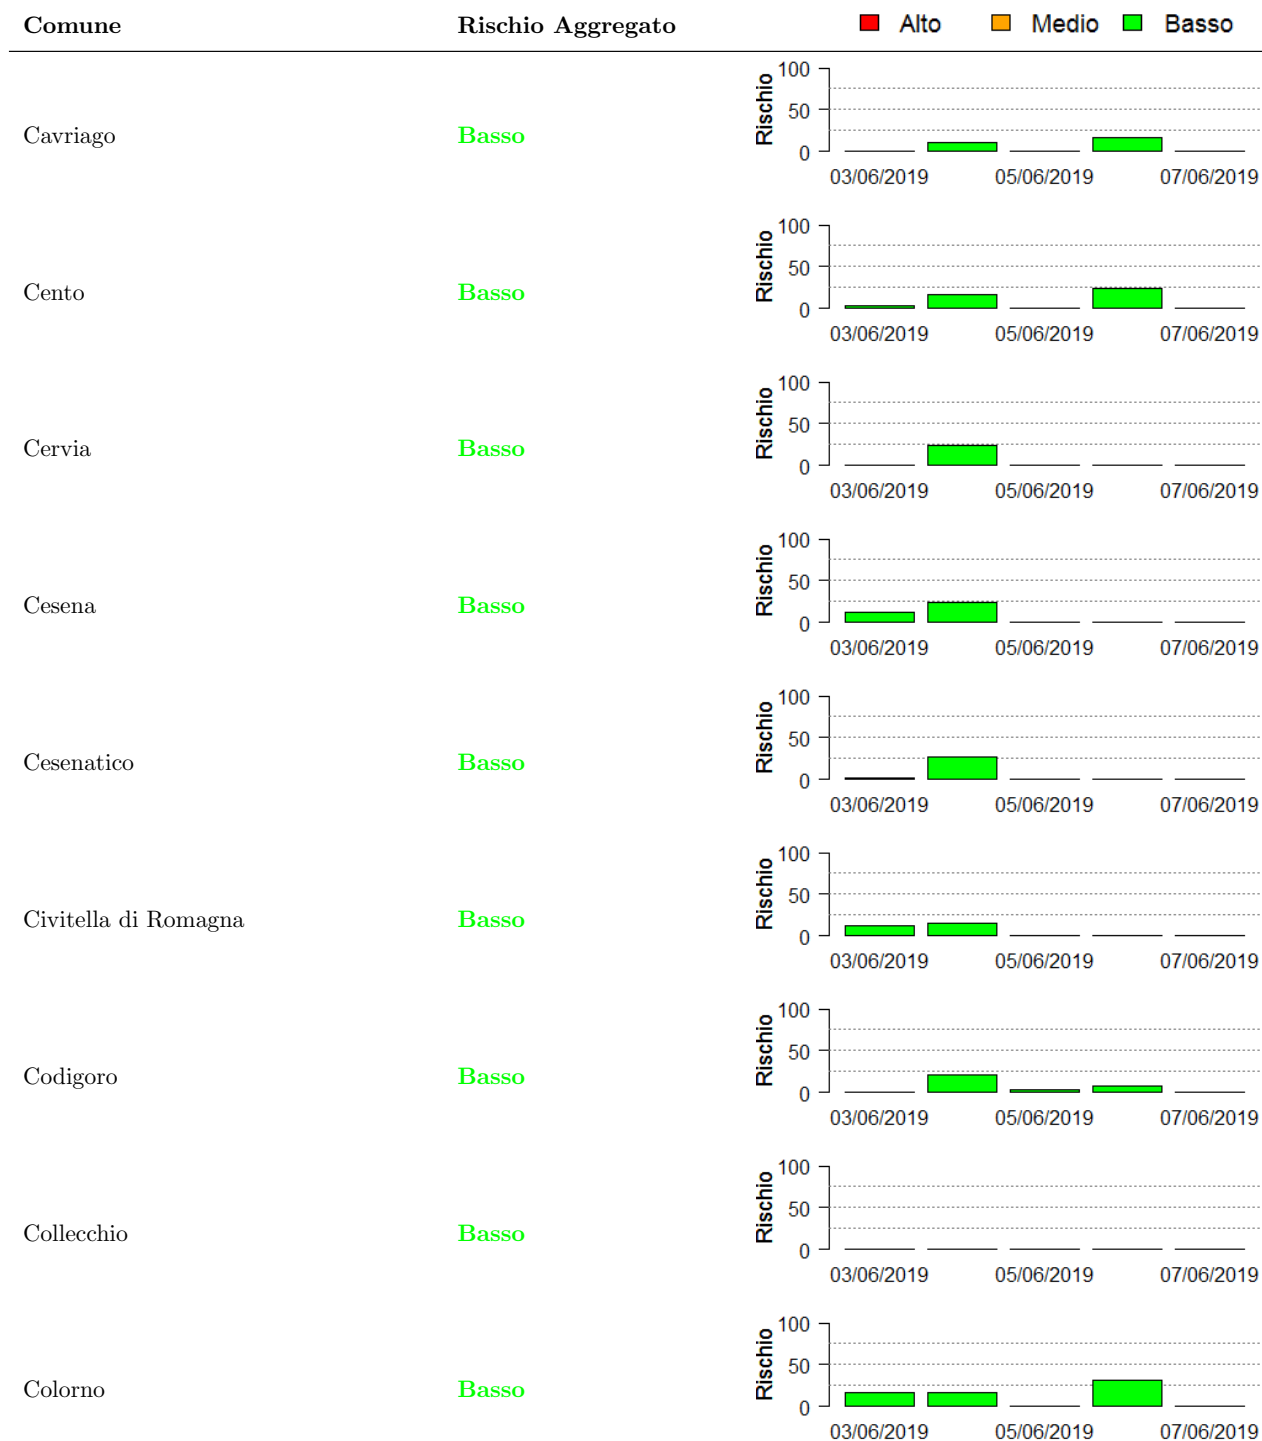 Comune Rischio Aggregato Alto Medio Basso
Cavriago Basso Rischio 100 50 0
03/06/2019 05/06/2019 07/06/2019
Cento Basso Rischio 100 50 0
03/06/2019 05/06/2019 07/06/2019
Cervia Basso Rischio 100 50 0
03/06/2019 05/06/2019 07/06/2019
Cesena Basso Rischio 100 50 0
03/06/2019 05/06/2019 07/06/2019
Cesenatico Basso Rischio 100 50 0
03/06/2019 05/06/2019 07/06/2019
Civitella di Romagna Basso Rischio 100 50 0
03/06/2019 05/06/2019 07/06/2019
Codigoro Basso Rischio 100 50 0
03/06/2019 05/06/2019 07/06/2019
Collecchio Basso Rischio 100 50 0
03/06/2019 05/06/2019 07/06/2019
Colorno Basso Rischio 100 50 0
03/06/2019 05/06/2019 07/06/2019